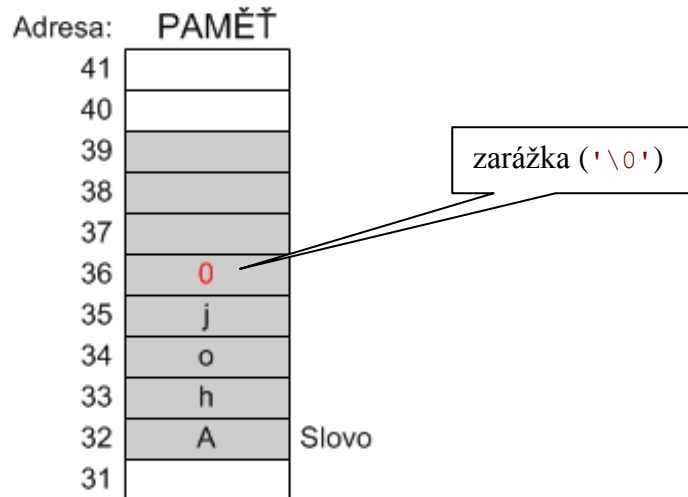 Adresa: PAMĚŤ
41
40
39
zarážka ('\0')
38
37
36 0
35 j
34 o
33 h
32 A Slovo
31